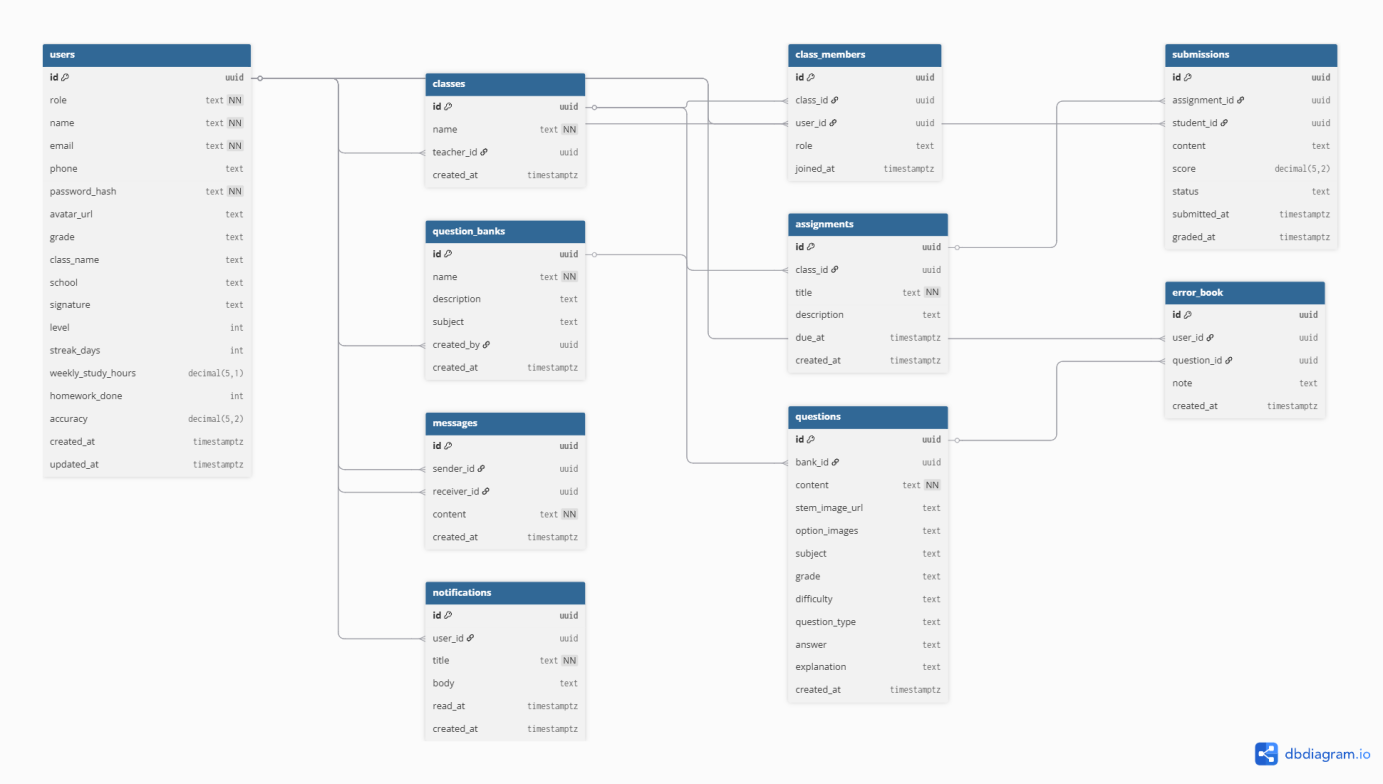 users
id uuid
role text NN
name text NN
email text NN
phone text
password_hash text NN
avatar_url text
grade text
class_name text
school text
signature text
level int
streak_days int
weekly_study_hours decimal(5,1)
homework_done int
accuracy decimal(5,2)
created_at timestamptz
updated_at timestamptz
classes
id uuid
name text NN
teacher_id uuid
created_at timestamptz
question_banks
id uuid
name text NN
description text
subject text
created_by uuid
created_at timestamptz
messages
id uuid
sender_id uuid
receiver_id uuid
content text NN
created_at timestamptz
notifications
id uuid
user_id uuid
title text NN
body text
read_at timestamptz
created_at timestamptz
class_members
id uuid
class_id uuid
user_id uuid
role text
joined_at timestamptz
assignments
id uuid
class_id uuid
title text NN
description text
due_at timestamptz
created_at timestamptz
questions
id uuid
bank_id uuid
content text NN
stem_image_url text
option_images text
subject text
grade text
difficulty text
question_type text
answer text
explanation text
created_at timestamptz
submissions
id uuid
assignment_id uuid
student_id uuid
content text
score decimal(5,2)
status text
submitted_at timestamptz
graded_at timestamptz
error_book
id uuid
user_id uuid
question_id uuid
note text
created_at timestamptz
dbdiagram.io